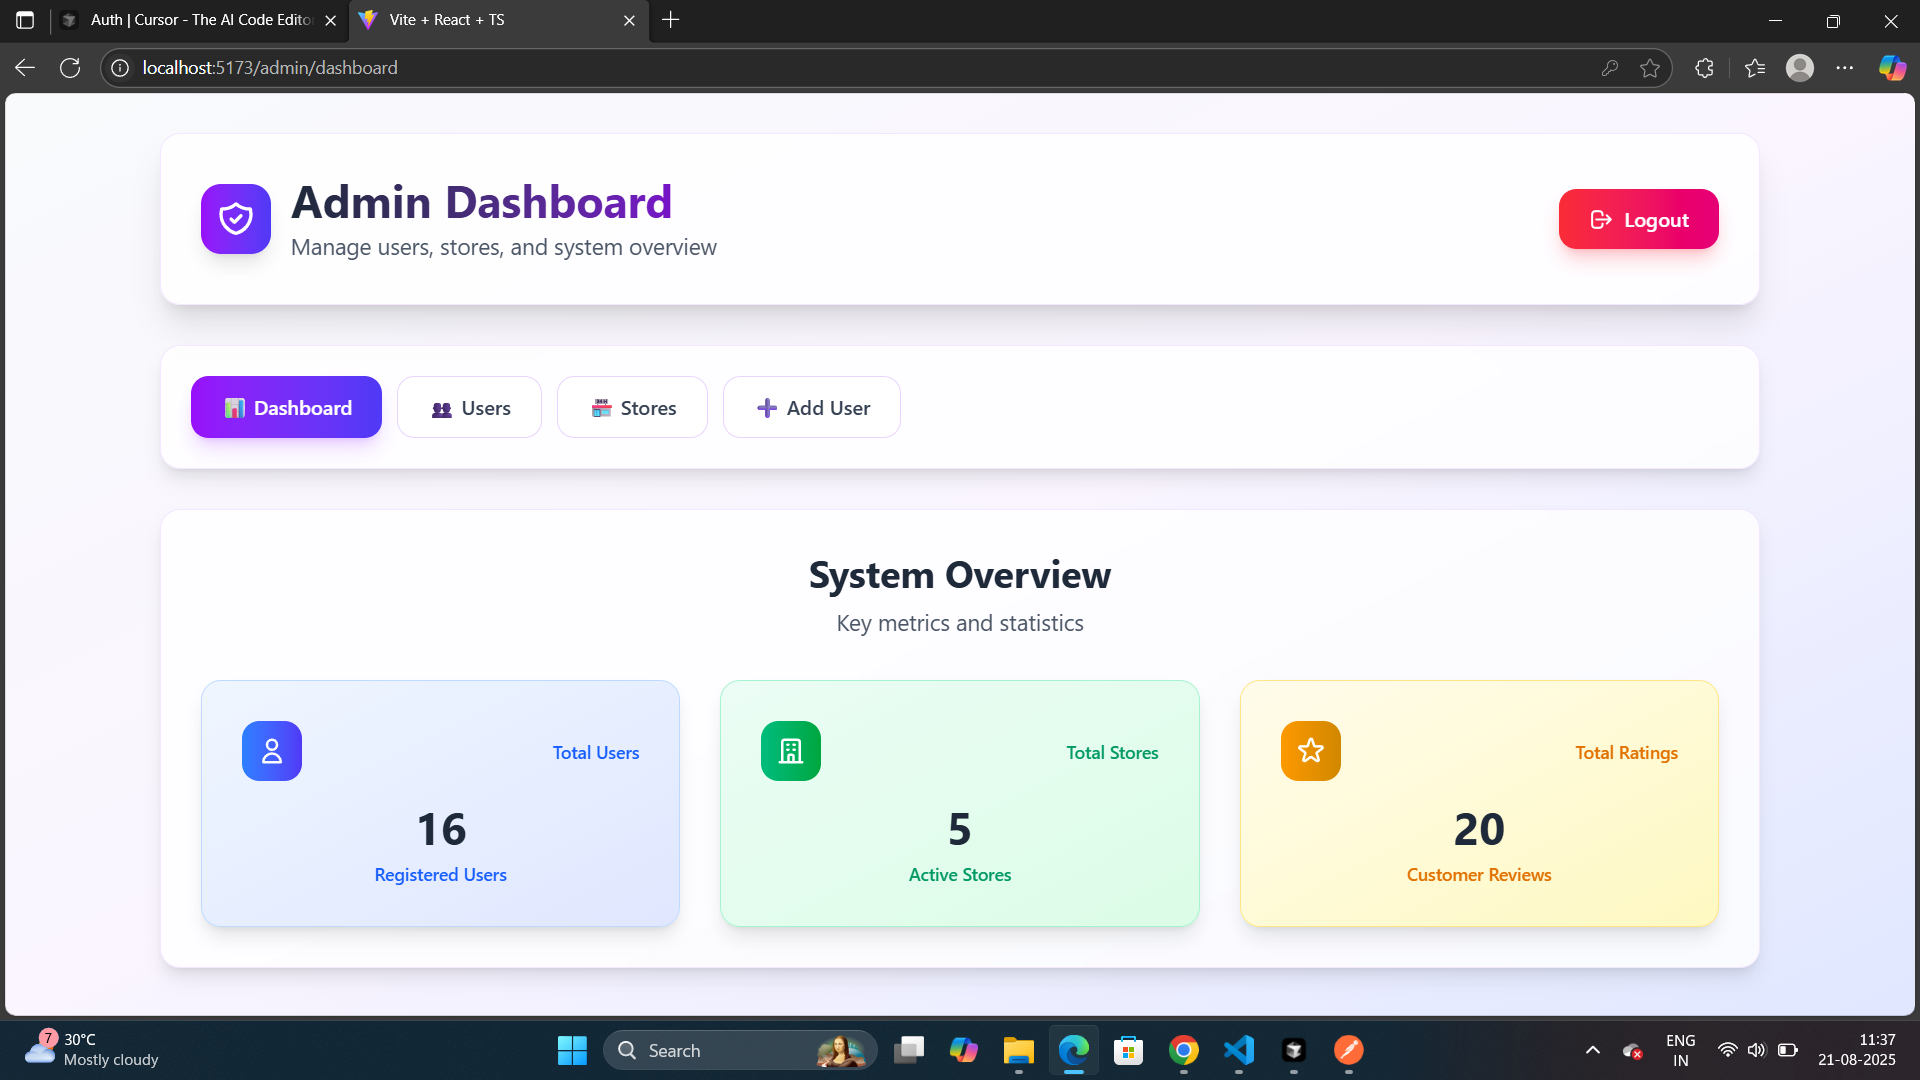 Auth | Cursor - The AI Code Edito
Vite + React + TS
localhost:5173/admin/dashboard
Admin Dashboard
Manage users, stores, and system overview
Logout
Dashboard
Users
Stores
Add User
System Overview
Key metrics and statistics
Total Users
16
Registered Users
Total Stores
5
Active Stores
Total Ratings
20
Customer Reviews
7
30°C
Mostly cloudy
Search
ENG
IN
11:37
21-08-2025